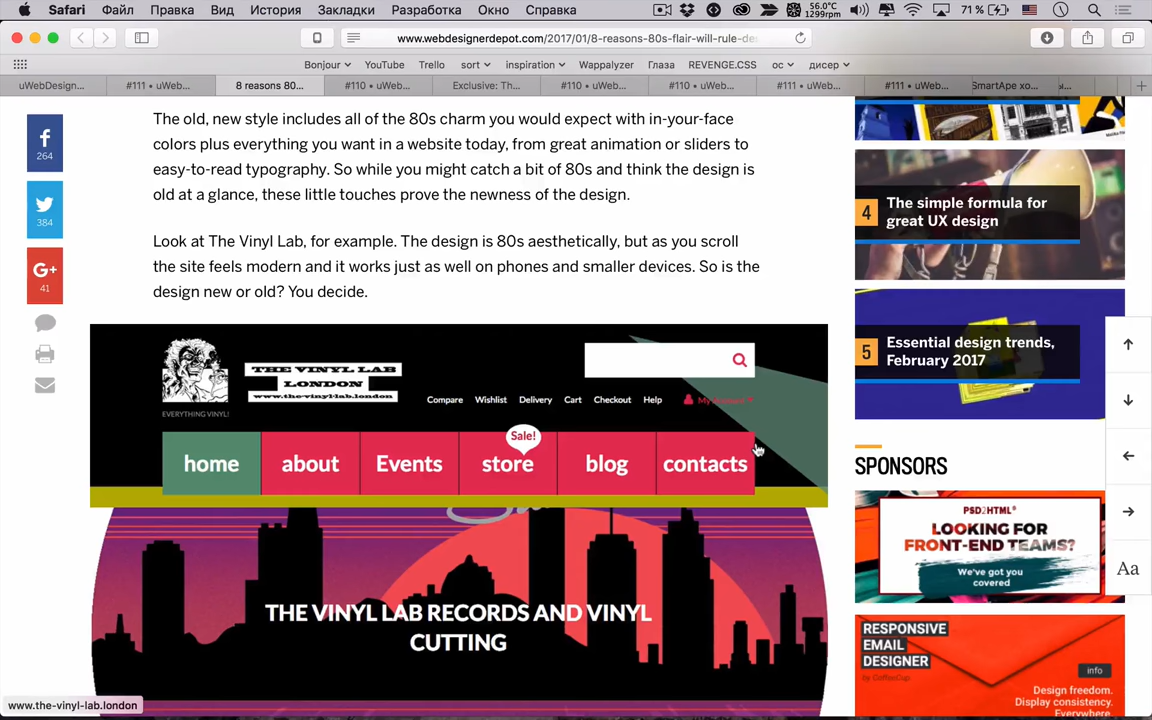 Safari Файл Правка Вид История Закладки Разработка Окно Справка
56.0°C
1299rpm
71 %
www.webdesignerdepot.com/2017/01/8-reasons-80s-flair-will-rule-de
Bonjour YouTube Trello sort inspiration Wappalyzer Глаза REVENGE.CSS ос дисер
uWebDesign... #111 • uWeb... 8 reasons 80... #110 • uWeb... Exclusive: Th... #110 • uWeb... #110 • uWeb... #111 • uWeb... #111 • uWeb... SmartApe хо...
The old, new style includes all of the 80s charm you would expect with in-your-face
colors plus everything you want in a website today, from great animation or sliders to
easy-to-read typography. So while you might catch a bit of 80s and think the design is
old at a glance, these little touches prove the newness of the design.
Look at The Vinyl Lab, for example. The design is 80s aesthetically, but as you scroll
the site feels modern and it works just as well on phones and smaller devices. So is the
design new or old? You decide.
264
384
G+
41
THE VINYL LAB
LONDON
www.the-vinyl-lab.london
EVERYTHING VINYL!
Compare Wishlist Delivery Cart Checkout Help
Sale!
home about Events store blog contacts
THE VINYL LAB RECORDS AND VINYL
CUTTING
4
The simple formula for
great UX design
5
Essential design trends,
February 2017
SPONSORS
PSD2HTML®
LOOKING FOR
FRONT-END TEAMS?
We've got you
covered
RESPONSIVE
EMAIL
DESIGNER
by CoffeeCup
info
Design freedom.
Display consistency.
Everywhere.
Aa
www.the-vinyl-lab.london